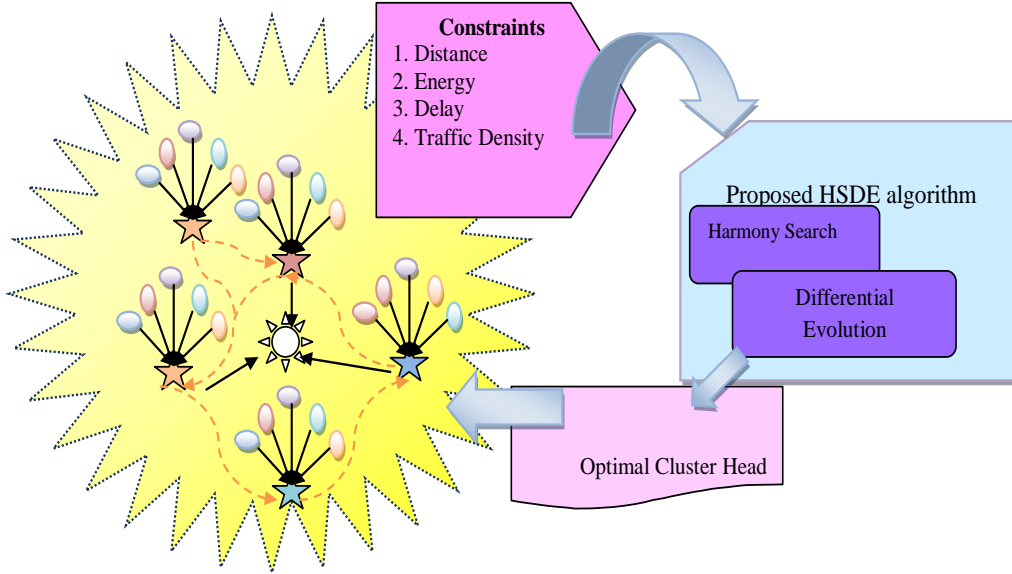 Constraints
1. Distance
2. Energy
3. Delay
4. Traffic Density
Proposed HSDE algorithm
Harmony Search
Differential
Evolution
Optimal Cluster Head